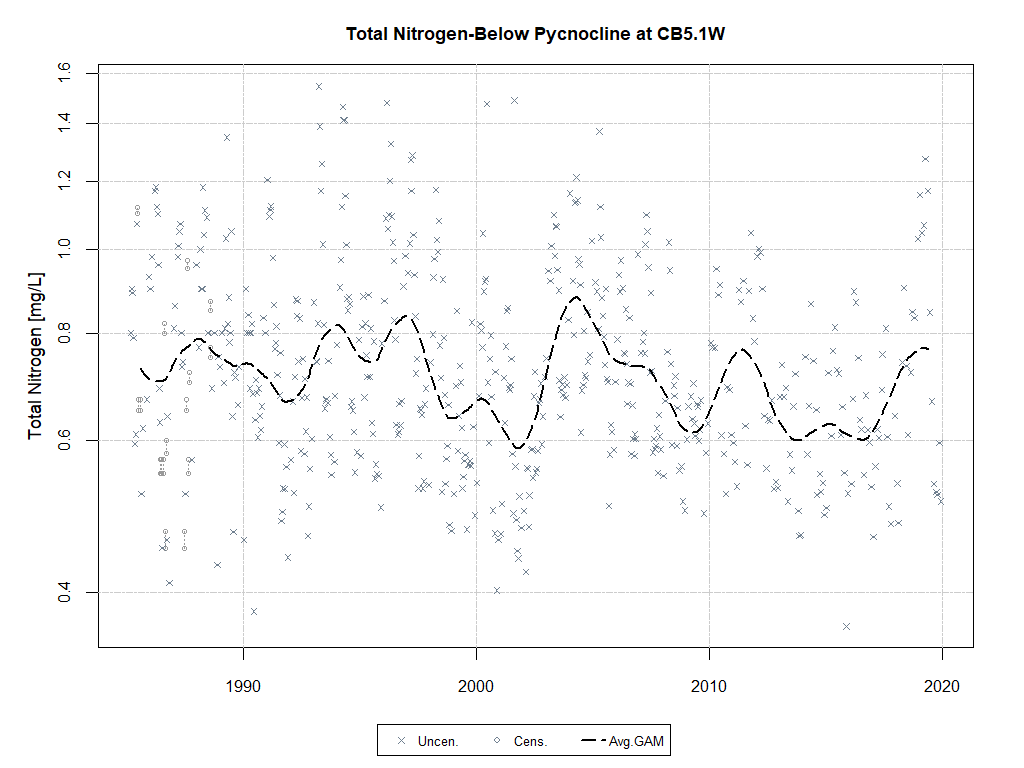 Total Nitrogen-Below Pycnocline at CB5.1W
Total Nitrogen [mg/L]
1.6
1.4
1.2
1.0
0.8
0.6
0.4
1990 2000 2010 2020
Uncen. Cens. Avg.GAM